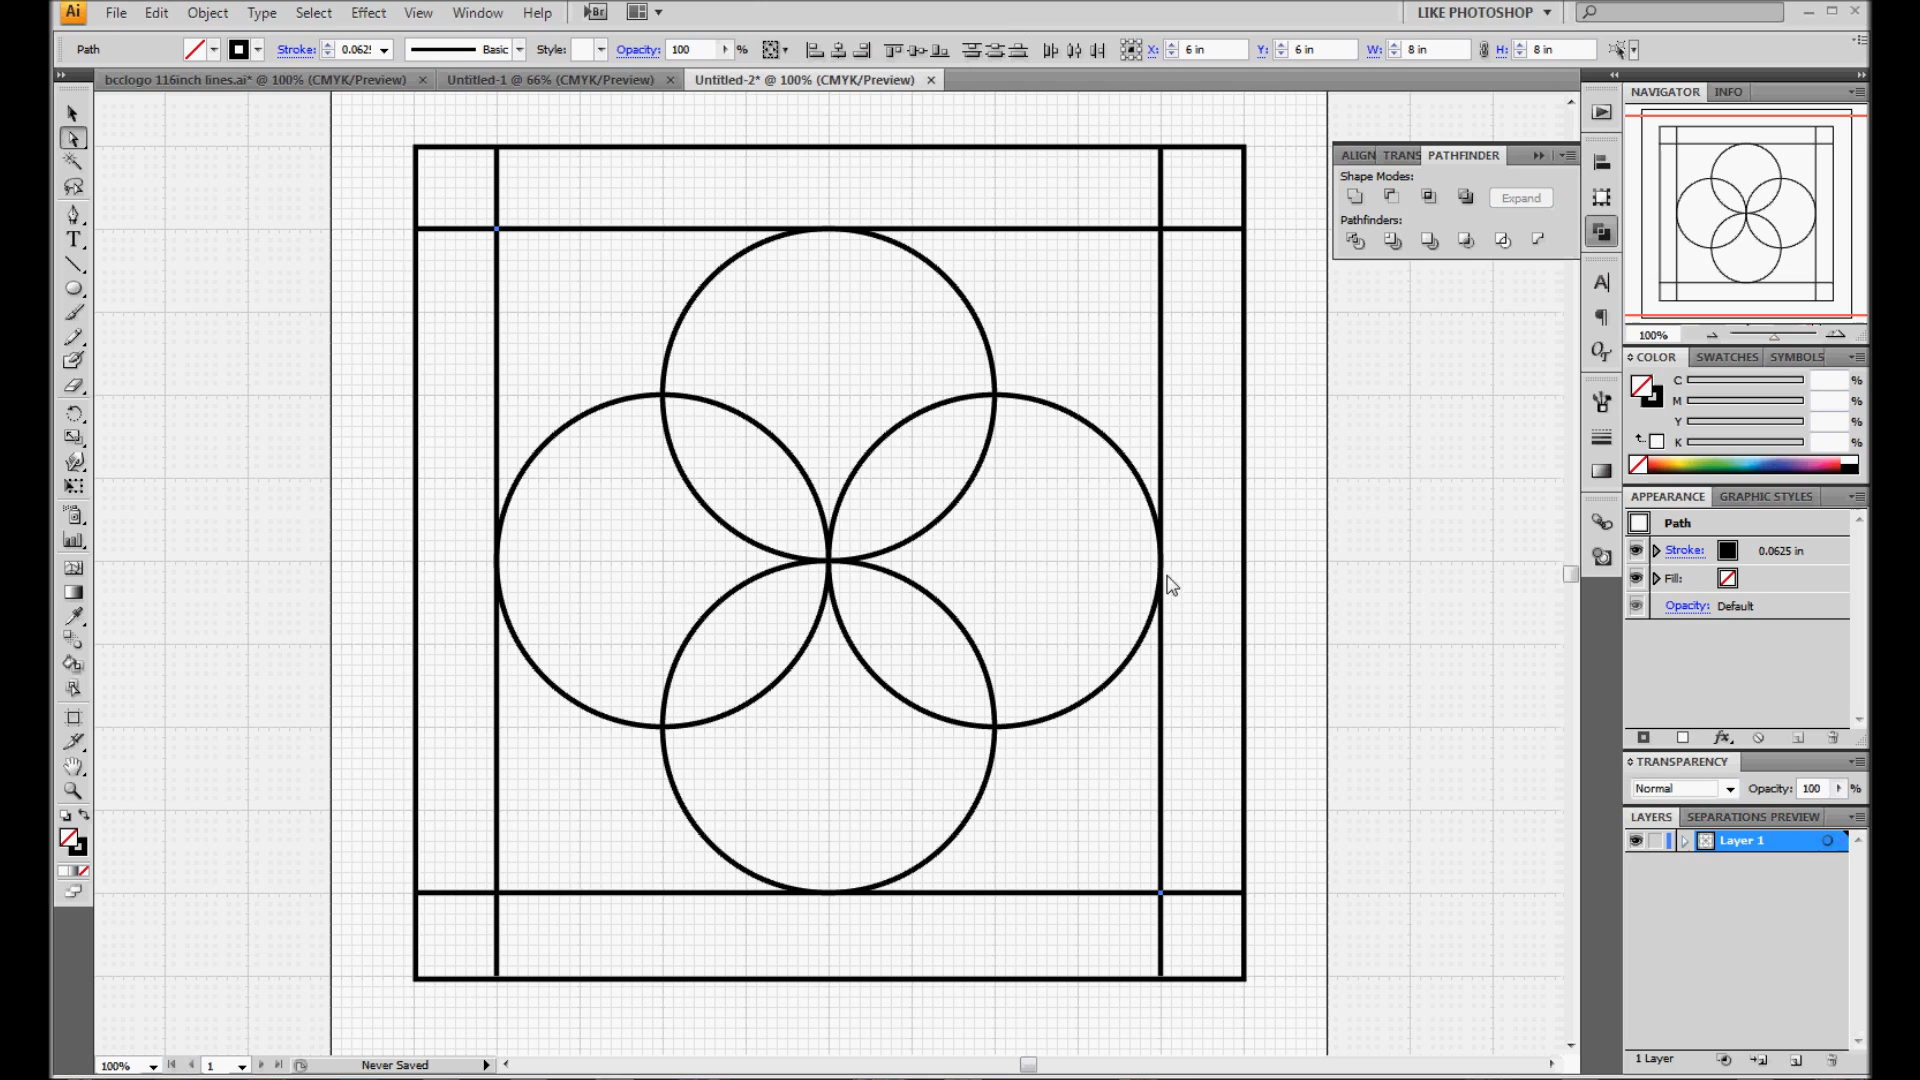 Ai File Edit Object Type Select Effect View Window Help Br LIKE PHOTOSHOP
Path Stroke: 0.062! Basic Style: Opacity: 100 % X: 6 in Y: 6 in W: 8 in H: 8 in
bcclogo 116inch lines.ai* @ 100% (CMYK/Preview) Untitled-1 @ 66% (CMYK/Preview) Untitled-2* @ 100% (CMYK/Preview)
NAVIGATOR INFO
ALIGN TRANS PATHFINDER
Shape Modes:
Expand
Pathfinders:
100%
COLOR SWATCHES SYMBOLS
C %
M %
Y %
K %
APPEARANCE GRAPHIC STYLES
Path
Stroke: 0.0625 in
Fill:
Opacity: Default
fx
TRANSPARENCY
Normal Opacity: 100 %
LAYERS SEPARATIONS PREVIEW
Layer 1
1 Layer
100% 1 Never Saved